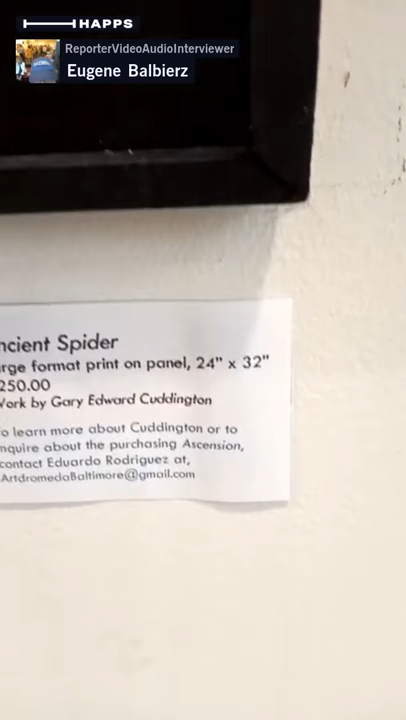 HAPPS
ReporterVideoAudioInterviewer
Eugene Balbierz
ncient Spider
rge format print on panel, 24" x 32"
250.00
Work by Gary Edward Cuddington
o learn more about Cuddington or to
nquire about the purchasing Ascension,
contact Eduardo Rodriguez at,
ArtdromedaBaltimore@gmail.com